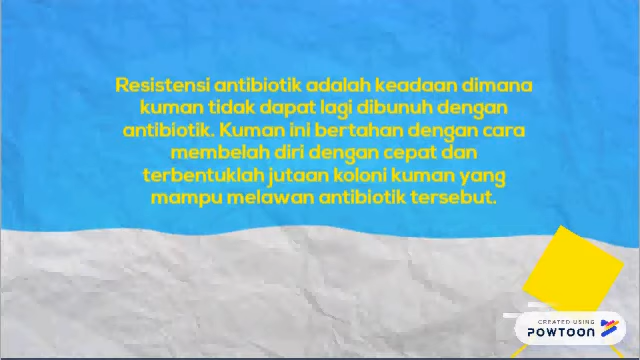 Resistensi antibiotik adalah keadaan dimana
kuman tidak dapat lagi dibunuh dengan
antibiotik. Kuman ini bertahan dengan cara
membelah diri dengan cepat dan
terbentuklah jutaan koloni kuman yang
mampu melawan antibiotik tersebut.
CREATED USING
POWTOON